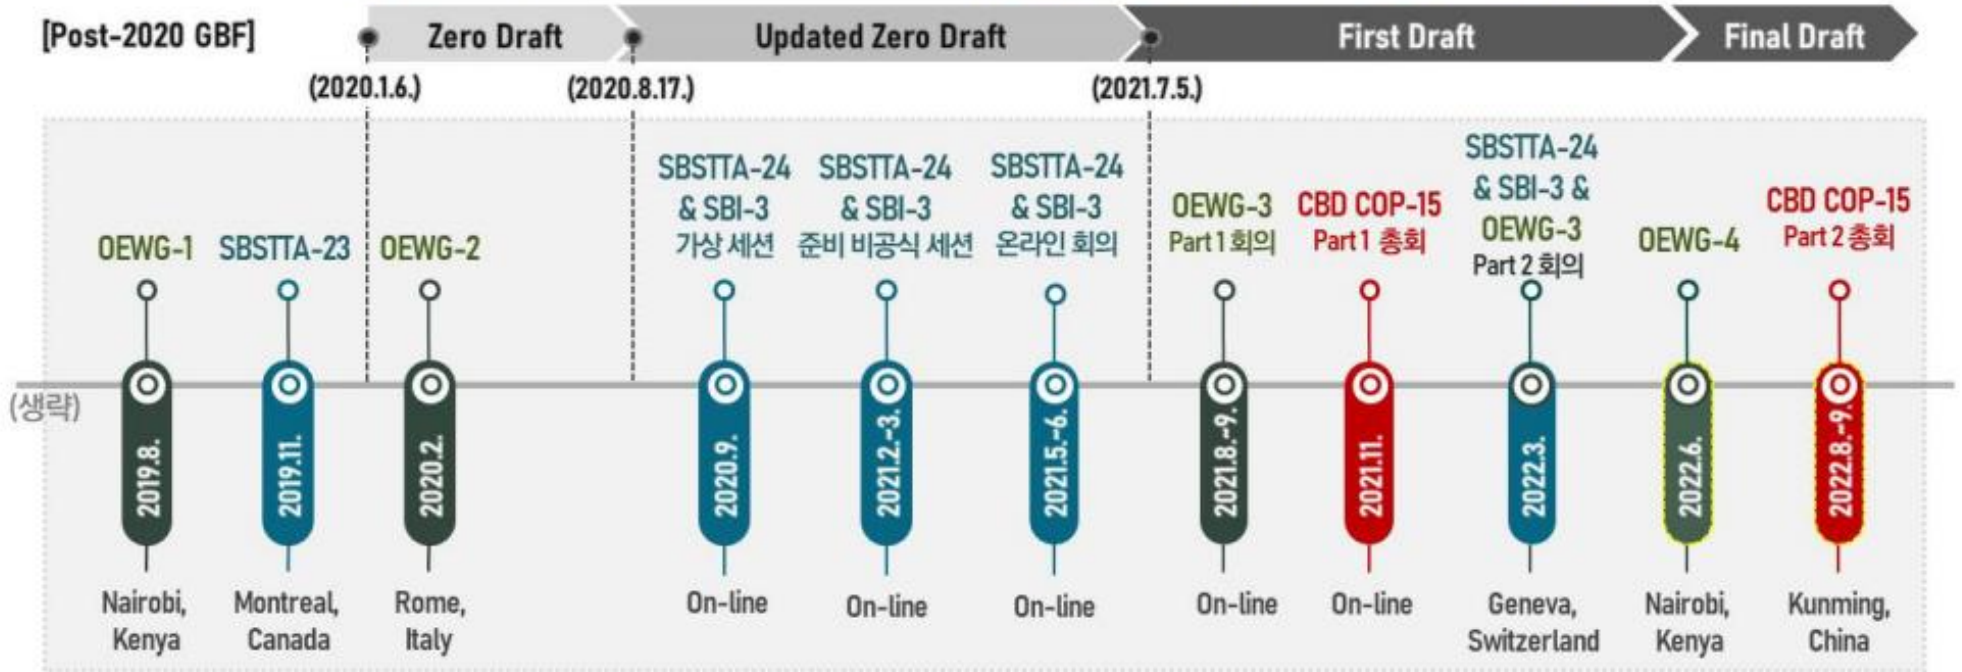 [Post-2020 GBF]
Zero Draft
Updated Zero Draft
First Draft
Final Draft
(2020.1.6.)
(2020.8.17.)
(2021.7.5.)
OEWG-1
SBSTTA-23
OEWG-2
SBSTTA-24
& SBI-3
가상 세션
SBSTTA-24
& SBI-3
준비 비공식 세션
SBSTTA-24
& SBI-3
온라인 회의
OEWG-3
Part 1 회의
CBD COP-15
Part 1 총회
SBSTTA-24
& SBI-3 &
OEWG-3
Part 2 회의
OEWG-4
CBD COP-15
Part 2 총회
(생략)
2019.8.
2019.11.
2020.2.
2020.9.
2021.2.-3.
2021.5.-6.
2021.8.-9.
2021.11.
2022.3.
2022.6.
2022.8.-9.
Nairobi,
Kenya
Montreal,
Canada
Rome,
Italy
On-line
On-line
On-line
On-line
On-line
Geneva,
Switzerland
Nairobi,
Kenya
Kunming,
China